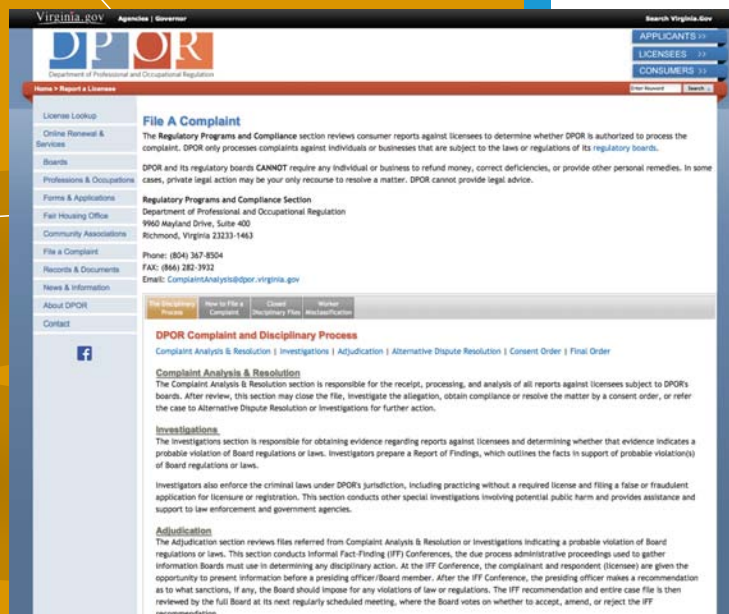 Virginia.gov Agencies | Governor
Search Virginia.Gov
DPOR
Department of Professional and Occupational Regulation
APPLICANTS >>
LICENSEES >>
CONSUMERS >>
Home > Report a Licensee
Enter Keyword Search
License Lookup
Online Renewal &
Services
Boards
Professions & Occupations
Forms & Applications
Fair Housing Office
Community Associations
File a Complaint
Records & Documents
News & Information
About DPOR
Contact
File A Complaint
The Regulatory Programs and Compliance section reviews consumer reports against licensees to determine whether DPOR is authorized to process the
complaint. DPOR only processes complaints against individuals or businesses that are subject to the laws or regulations of its regulatory boards.
DPOR and its regulatory boards CANNOT require any individual or business to refund money, correct deficiencies, or provide other personal remedies. In some
cases, private legal action may be your only recourse to resolve a matter. DPOR cannot provide legal advice.
Regulatory Programs and Compliance Section
Department of Professional and Occupational Regulation
9960 Mayland Drive, Suite 400
Richmond, Virginia 23233-1463
Phone: (804) 367-8504
FAX: (866) 282-3932
Email: ComplaintAnalysis@dpor.virginia.gov
The Disciplinary
Process
How to File a
Complaint
Closed
Disciplinary Files
Worker
Misclassification
DPOR Complaint and Disciplinary Process
Complaint Analysis & Resolution | Investigations | Adjudication | Alternative Dispute Resolution | Consent Order | Final Order
Complaint Analysis & Resolution
The Complaint Analysis & Resolution section is responsible for the receipt, processing, and analysis of all reports against licensees subject to DPOR's
boards. After review, this section may close the file, investigate the allegation, obtain compliance or resolve the matter by a consent order, or refer
the case to Alternative Dispute Resolution or Investigations for further action.
Investigations
The Investigations section is responsible for obtaining evidence regarding reports against licensees and determining whether that evidence indicates a
probable violation of Board regulations or laws. Investigators prepare a Report of Findings, which outlines the facts in support of probable violation(s)
of Board regulations or laws.
Investigators also enforce the criminal laws under DPOR's jurisdiction, including practicing without a required license and filing a false or fraudulent
application for licensure or registration. This section conducts other special investigations involving potential public harm and provides assistance and
support to law enforcement and government agencies.
Adjudication
The Adjudication section reviews files referred from Complaint Analysis & Resolution or Investigations indicating a probable violation of Board
regulations or laws. This section conducts Informal Fact-Finding (IFF) Conferences, the due process administrative proceedings used to gather
information Boards must use in determining any disciplinary action. At the IFF Conference, the complainant and respondent (licensee) are given the
opportunity to present information before a presiding officer/Board member. After the IFF Conference, the presiding officer makes a recommendation
as to what sanctions, if any, the Board should impose for any violations of law or regulations. The IFF recommendation and entire case file is then
reviewed by the full Board at its next regularly scheduled meeting, where the Board votes on whether to accept, amend, or reject the IFF
recommendation.